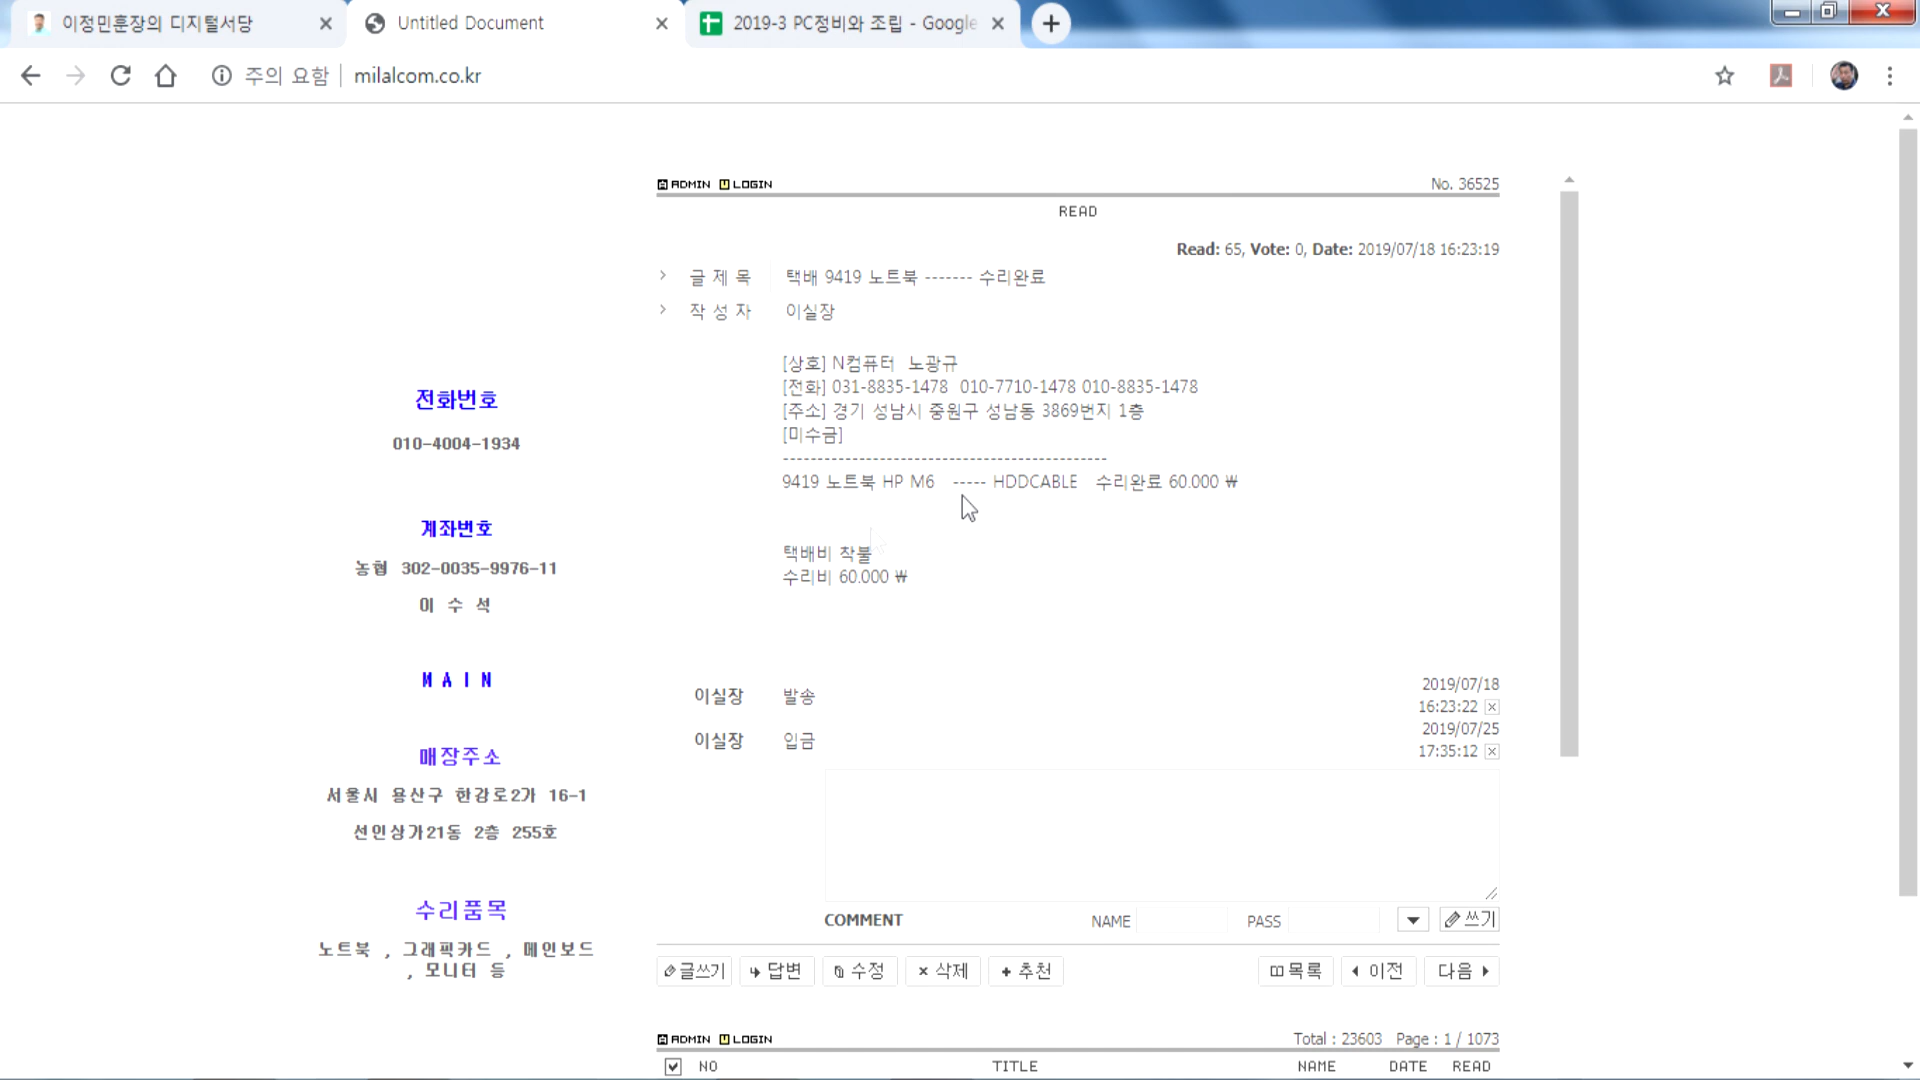 이정민훈장의 디지털서당
Untitled Document
2019-3 PC정비와 조립 - Google
주의 요함
milalcom.co.kr
ADMIN LOGIN
No. 36525
READ
Read: 65, Vote: 0, Date: 2019/07/18 16:23:19
글 제 목 택배 9419 노트북 ------- 수리완료
작 성 자 이실장
[상호] N컴퓨터 노광규
[전화] 031-8835-1478 010-7710-1478 010-8835-1478
[주소] 경기 성남시 중원구 성남동 3869번지 1층
[미수금]
-----------------------------------------------
9419 노트북 HP M6 ----- HDDCABLE 수리완료 60.000 ₩
택배비 착불
수리비 60.000 ₩
전화번호
010-4004-1934
계좌번호
농협 302-0035-9976-11
이 수 석
M A I N
매장주소
서울시 용산구 한강로2가 16-1
선인상가21동 2층 255호
수리품목
노트북 , 그래픽카드 , 메인보드
, 모니터 등
이실장 발송 2019/07/18
16:23:22
이실장 입금 2019/07/25
17:35:12
COMMENT NAME PASS 쓰기
글쓰기 답변 수정 삭제 추천 목록 이전 다음
ADMIN LOGIN
Total : 23603 Page : 1 / 1073
NO TITLE NAME DATE READ